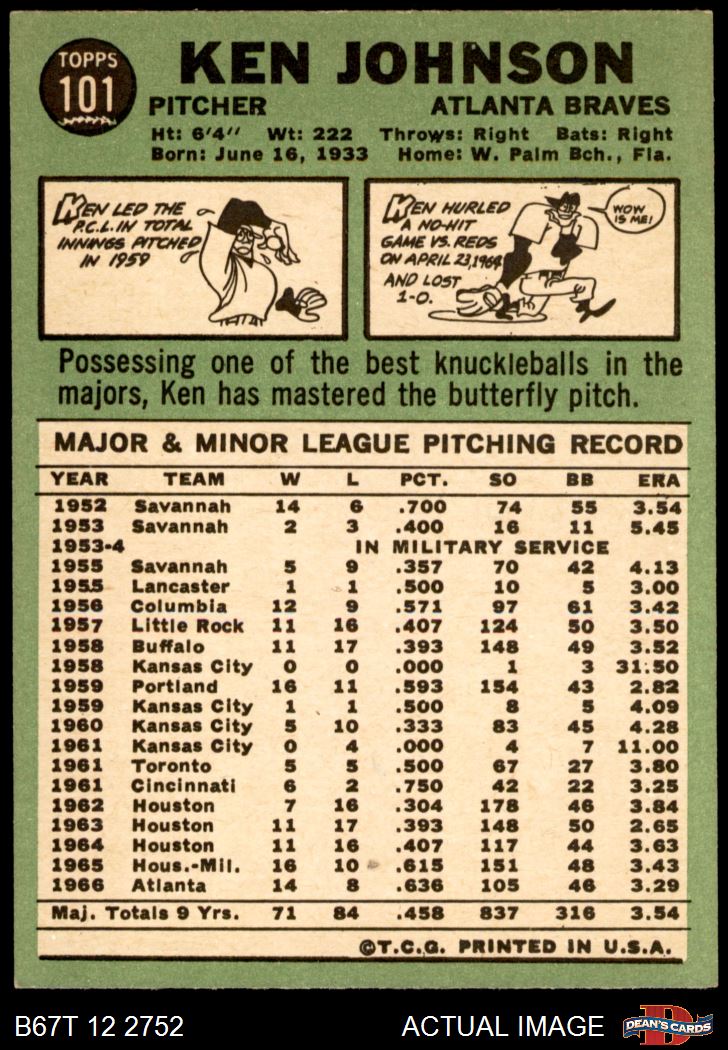 TOPPS
101
KEN JOHNSON
PITCHER ATLANTA BRAVES
Ht: 6'4" Wt: 222 Throws: Right Bats: Right
Born: June 16, 1933 Home: W. Palm Bch., Fla.
KEN LED THE
P.C.L. IN TOTAL
INNINGS PITCHED
IN 1959
KEN HURLED
A NO-HIT
GAME VS. REDS
ON APRIL 23, 1964
AND LOST
1-0.
WOW
IS ME!
Possessing one of the best knuckleballs in the
majors, Ken has mastered the butterfly pitch.
MAJOR & MINOR LEAGUE PITCHING RECORD
YEAR TEAM W L PCT. SO BB ERA
1952 Savannah 14 6 .700 74 55 3.54
1953 Savannah 2 3 .400 16 11 5.45
1953-4 IN MILITARY SERVICE
1955 Savannah 5 9 .357 70 42 4.13
1955 Lancaster 1 1 .500 10 5 3.00
1956 Columbia 12 9 .571 97 61 3.42
1957 Little Rock 11 16 .407 124 50 3.50
1958 Buffalo 11 17 .393 148 49 3.52
1958 Kansas City 0 0 .000 1 3 31.50
1959 Portland 16 11 .593 154 43 2.82
1959 Kansas City 1 1 .500 8 5 4.09
1960 Kansas City 5 10 .333 83 45 4.28
1961 Kansas City 0 4 .000 4 7 11.00
1961 Toronto 5 5 .500 67 27 3.80
1961 Cincinnati 6 2 .750 42 22 3.25
1962 Houston 7 16 .304 178 46 3.84
1963 Houston 11 17 .393 148 50 2.65
1964 Houston 11 16 .407 117 44 3.63
1965 Hous.-Mil. 16 10 .615 151 48 3.43
1966 Atlanta 14 8 .636 105 46 3.29
Maj. Totals 9 Yrs. 71 84 .458 837 316 3.54
©T.C.G. PRINTED IN U.S.A.
B67T 12 2752 ACTUAL IMAGE
D
DEAN'S CARDS